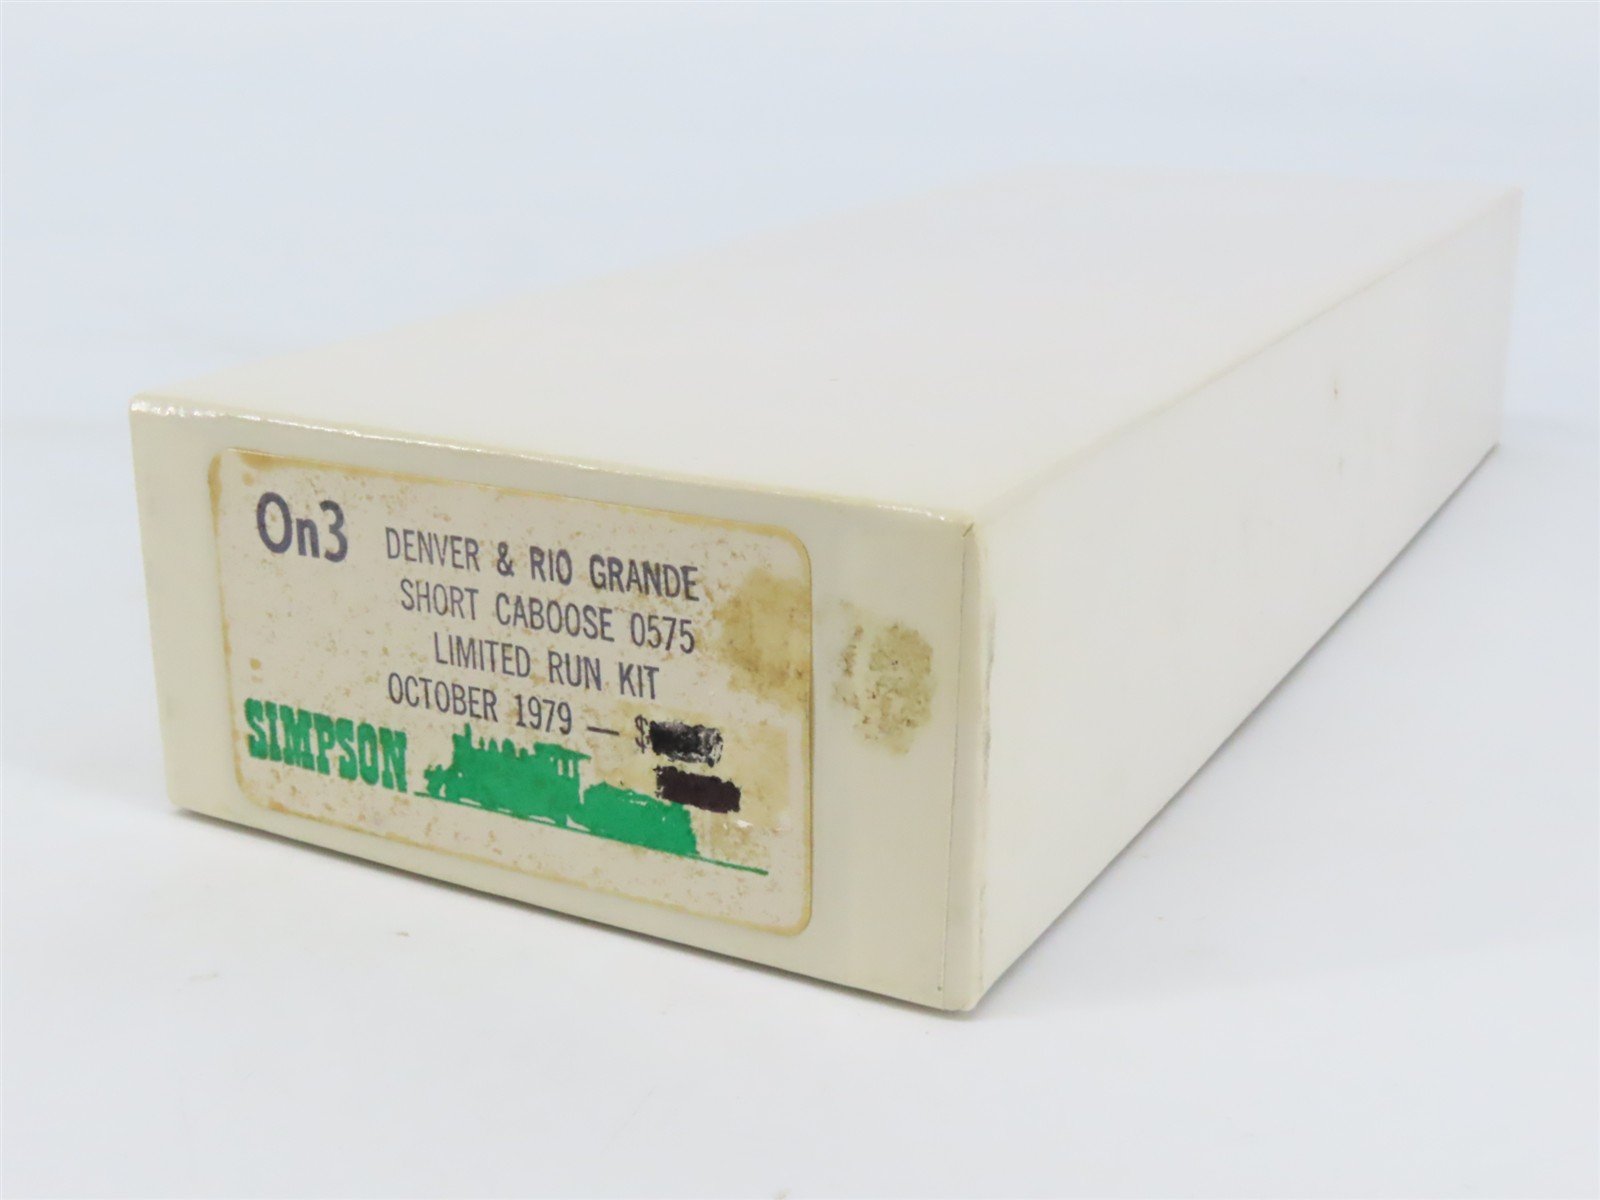 On3 DENVER & RIO GRANDE
SHORT CABOOSE 0575
LIMITED RUN KIT
OCTOBER 1979 — $
SIMPSON